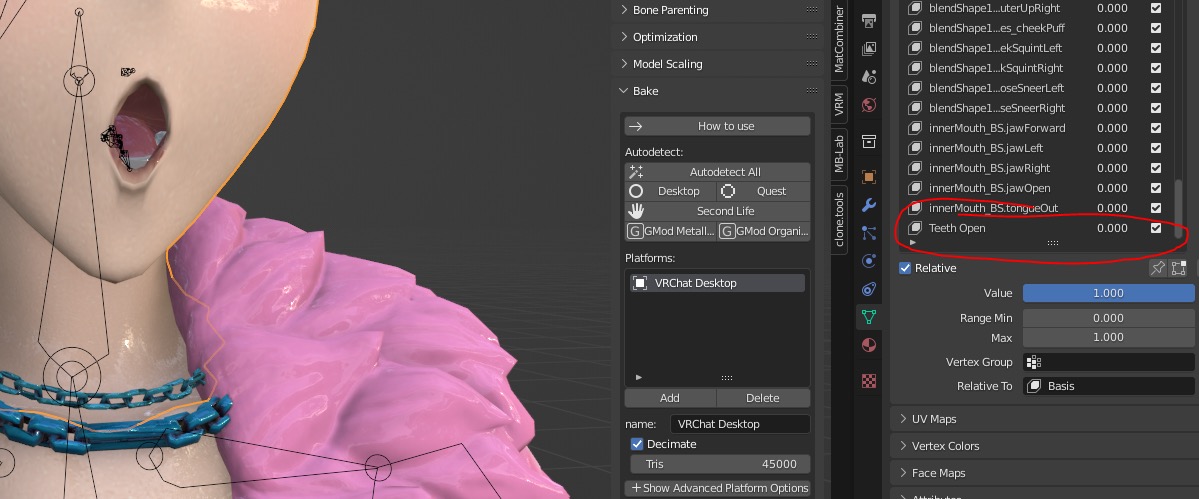 Bone Parenting
Optimization
Model Scaling
Bake
How to use
Autodetect:
Autodetect All
Desktop
Quest
Second Life
GMod Metall...
GMod Organi...
Platforms:
VRChat Desktop
Add
Delete
name:
VRChat Desktop
Decimate
Tris
45000
Show Advanced Platform Options
MatCombiner
VRM
MB-Lab
clone.tools
blendShape1...uterUpRight 0.000
blendShape1...es_cheekPuff 0.000
blendShape1...ekSquintLeft 0.000
blendShape1...kSquintRight 0.000
blendShape1...oseSneerLeft 0.000
blendShape1...seSneerRight 0.000
innerMouth_BS.jawForward 0.000
innerMouth_BS.jawLeft 0.000
innerMouth_BS.jawRight 0.000
innerMouth_BS.jawOpen 0.000
innerMouth_BS.tongueOut 0.000
Teeth Open 0.000
Relative
Value 1.000
Range Min 0.000
Max 1.000
Vertex Group
Relative To Basis
UV Maps
Vertex Colors
Face Maps
Attributes